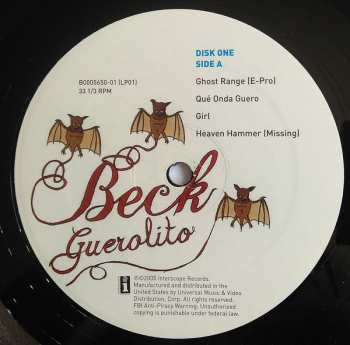 DISK ONE
SIDE A
B0005650-01 (LP01)
33 1/3 RPM
Ghost Range (E-Pro)
Qué Onda Guero
Girl
Heaven Hammer (Missing)
Beck
Guerolito
i
℗©2005 Interscope Records.
Manufactured and distributed in the
United States by Universal Music & Video
Distribution, Corp. All rights reserved.
FBI Anti-Piracy Warning: Unauthorized
copying is punishable under federal law.